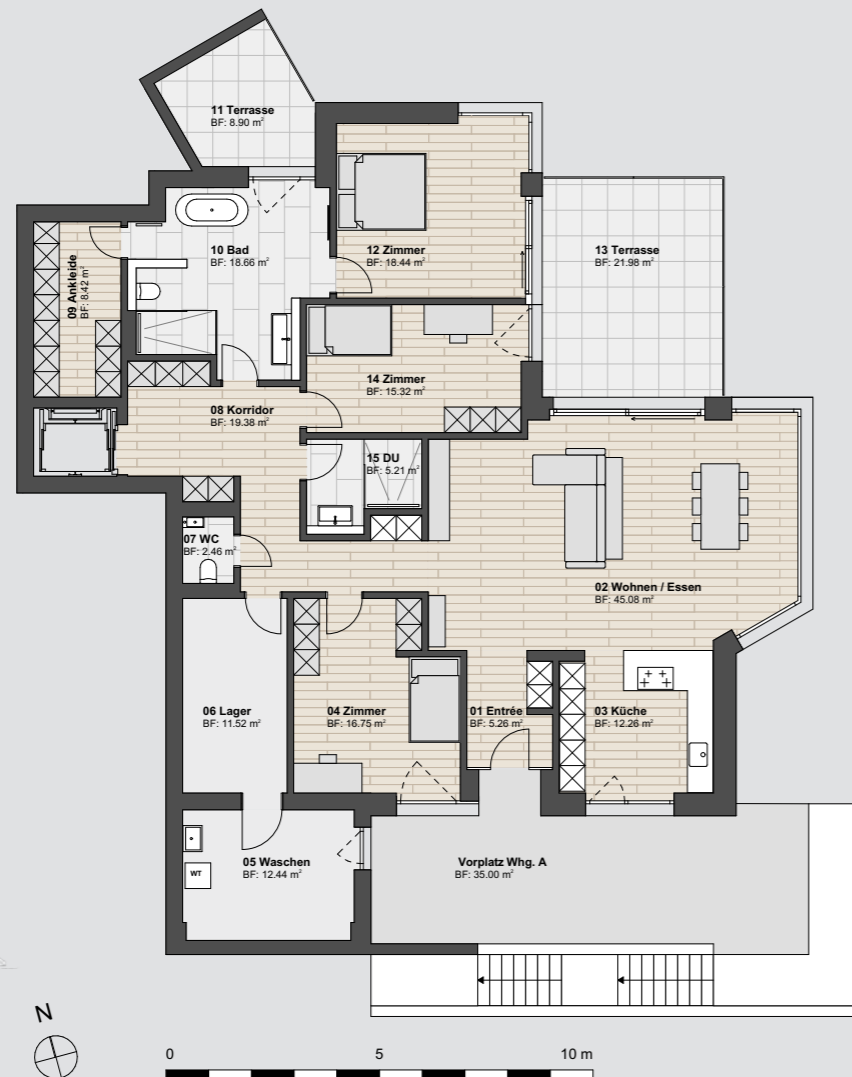 11 Terrasse
BF: 8.90 m²
10 Bad
BF: 18.66 m²
12 Zimmer
BF: 18.44 m²
13 Terrasse
BF: 21.98 m²
09 Ankleide
BF: 8.42 m²
14 Zimmer
BF: 15.32 m²
08 Korridor
BF: 19.38 m²
15 DU
BF: 5.21 m²
07 WC
BF: 2.46 m²
02 Wohnen / Essen
BF: 45.08 m²
06 Lager
BF: 11.52 m²
04 Zimmer
BF: 16.75 m²
01 Entrée
BF: 5.26 m²
03 Küche
BF: 12.26 m²
05 Waschen
BF: 12.44 m²
WT
Vorplatz Whg. A
BF: 35.00 m²
N
0 5 10 m